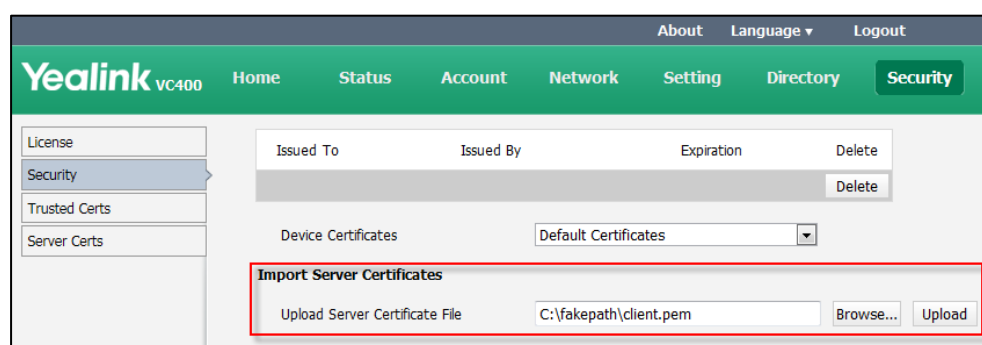 About Language ▾ Logout
Yealink VC400 Home Status Account Network Setting Directory Security
License
Security
Trusted Certs
Server Certs
Issued To Issued By Expiration Delete
Delete
Device Certificates Default Certificates
Import Server Certificates
Upload Server Certificate File C:\fakepath\client.pem Browse... Upload